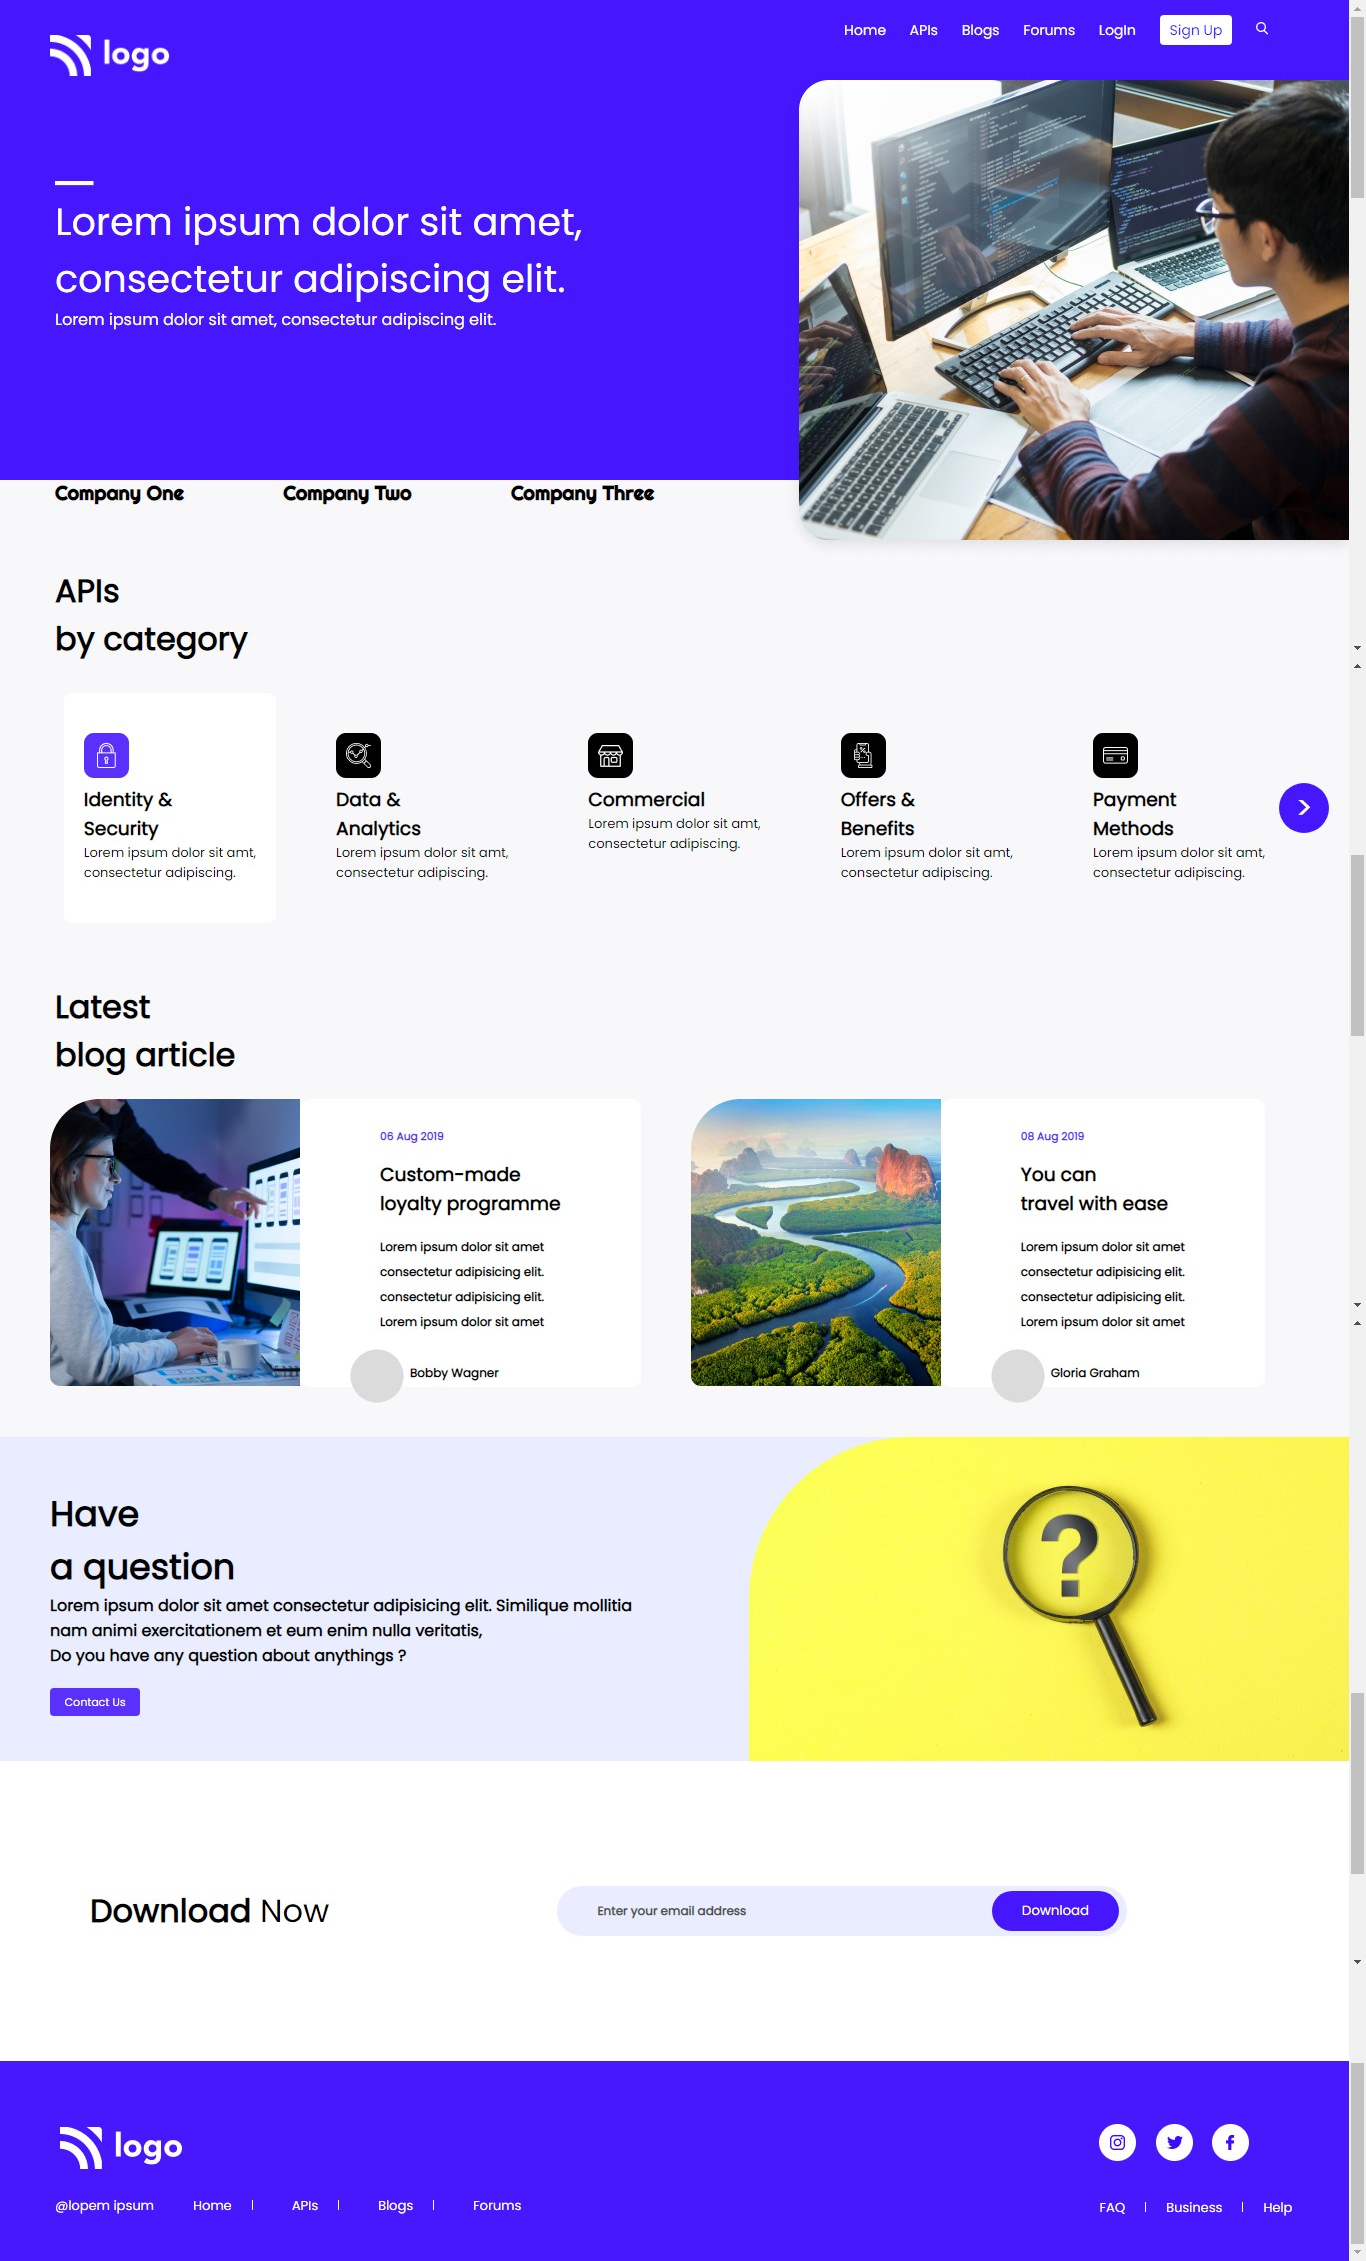 logo
Home APIs Blogs Forums LogIn Sign Up
Lorem ipsum dolor sit amet,
consectetur adipiscing elit.
Lorem ipsum dolor sit amet, consectetur adipiscing elit.
Company One Company Two Company Three
APIs
by category
Identity &
Security
Lorem ipsum dolor sit amt,
consectetur adipiscing.
Data &
Analytics
Lorem ipsum dolor sit amt,
consectetur adipiscing.
Commercial
Lorem ipsum dolor sit amt,
consectetur adipiscing.
Offers &
Benefits
Lorem ipsum dolor sit amt,
consectetur adipiscing.
Payment
Methods
Lorem ipsum dolor sit amt,
consectetur adipiscing.
>
Latest
blog article
06 Aug 2019
Custom-made
loyalty programme
Lorem ipsum dolor sit amet
consectetur adipisicing elit.
consectetur adipisicing elit.
Lorem ipsum dolor sit amet
Bobby Wagner
08 Aug 2019
You can
travel with ease
Lorem ipsum dolor sit amet
consectetur adipisicing elit.
consectetur adipisicing elit.
Lorem ipsum dolor sit amet
Gloria Graham
Have
a question
Lorem ipsum dolor sit amet consectetur adipisicing elit. Similique mollitia
nam animi exercitationem et eum enim nulla veritatis,
Do you have any question about anythings ?
Contact Us
?
Download Now
Enter your email address
Download
logo
@lopem ipsum Home | APIs | Blogs | Forums
FAQ | Business | Help